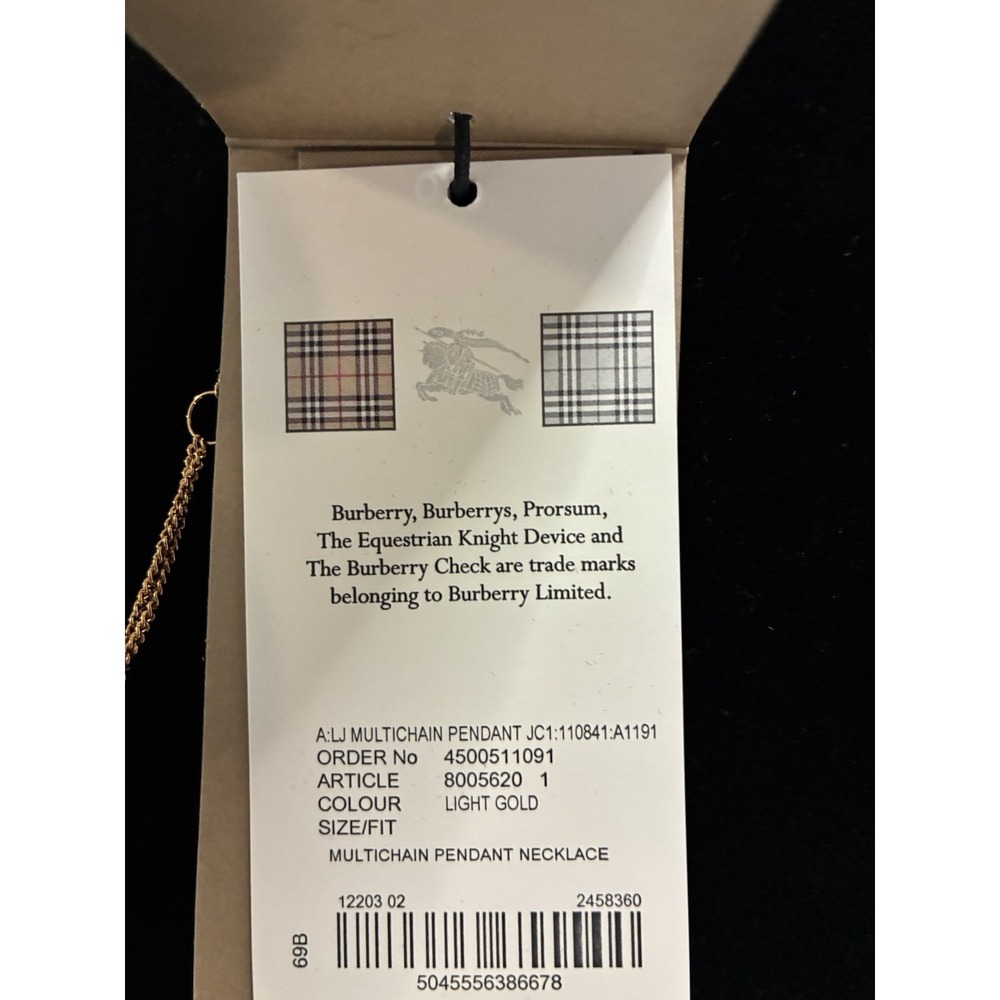 Burberry, Burberrys, Prorsum,
The Equestrian Knight Device and
The Burberry Check are trade marks
belonging to Burberry Limited.
A:LJ MULTICHAIN PENDANT JC1:110841:A1191
ORDER No 4500511091
ARTICLE 8005620 1
COLOUR LIGHT GOLD
SIZE/FIT
MULTICHAIN PENDANT NECKLACE
12203 02 2458360
69B
5045556386678